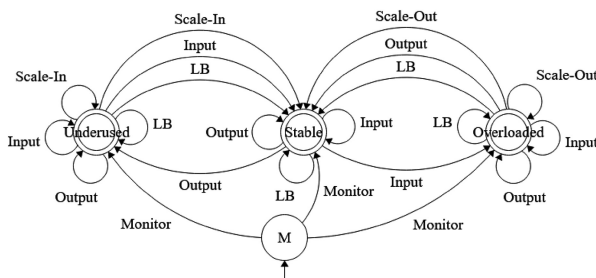 Scale-In
Scale-Out
Input
Output
LB
LB
Scale-In
Scale-Out
Input
Underused
LB
Output
Stable
Input
LB
Overloaded
Input
Output
Output
LB
Input
Output
Monitor
Monitor
Monitor
M